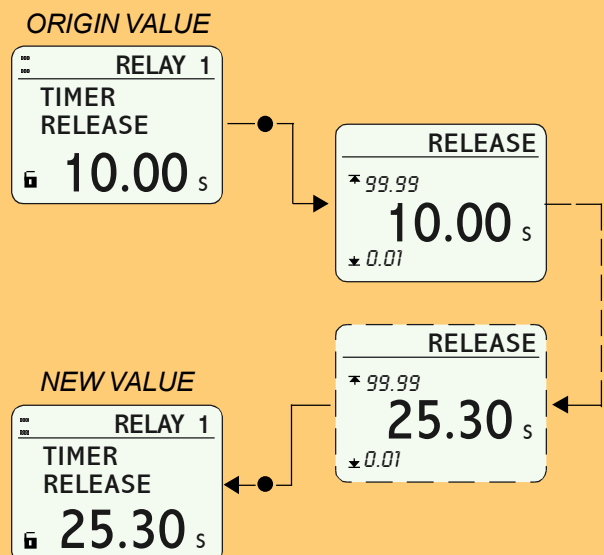 ORIGIN VALUE
RELAY 1
TIMER
RELEASE
10.00 s
RELEASE
99.99
10.00 s
0.01
RELEASE
99.99
25.30 s
0.01
NEW VALUE
RELAY 1
TIMER
RELEASE
25.30 s